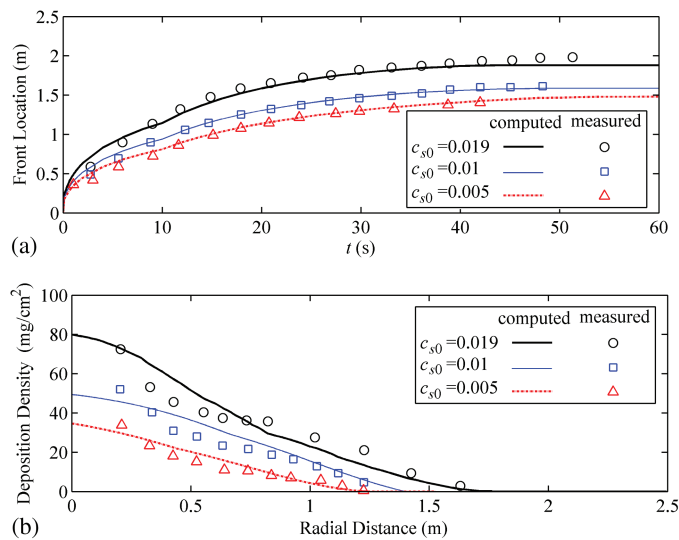 2.5
2
1.5
1
0.5
0
Front Location (m)
computed measured
c_s0=0.019
c_s0=0.01
c_s0=0.005
0 10 20 30 40 50 60
(a)
t (s)
100
80
60
40
20
0
Deposition Density (mg/cm²)
computed measured
c_s0=0.019
c_s0=0.01
c_s0=0.005
0 0.5 1 1.5 2 2.5
(b)
Radial Distance (m)